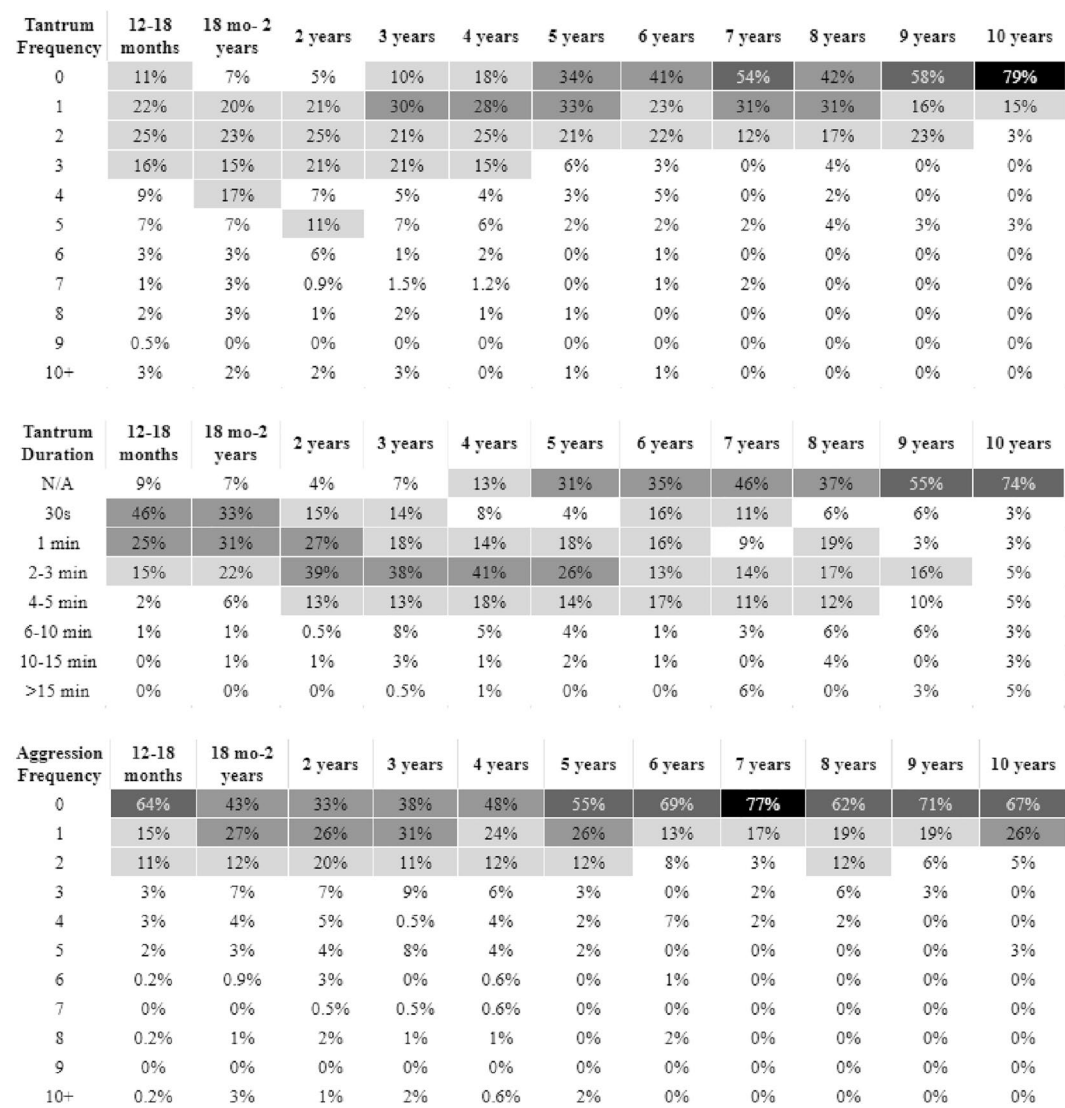 Tantrum Frequency 12-18 months 18 mo- 2 years 2 years 3 years 4 years 5 years 6 years 7 years 8 years 9 years 10 years
0 11% 7% 5% 10% 18% 34% 41% 54% 42% 58% 79%
1 22% 20% 21% 30% 28% 33% 23% 31% 31% 16% 15%
2 25% 23% 25% 21% 25% 21% 22% 12% 17% 23% 3%
3 16% 15% 21% 21% 15% 6% 3% 0% 4% 0% 0%
4 9% 17% 7% 5% 4% 3% 5% 0% 2% 0% 0%
5 7% 7% 11% 7% 6% 2% 2% 2% 4% 3% 3%
6 3% 3% 6% 1% 2% 0% 1% 0% 0% 0% 0%
7 1% 3% 0.9% 1.5% 1.2% 0% 1% 2% 0% 0% 0%
8 2% 3% 1% 2% 1% 1% 0% 0% 0% 0% 0%
9 0.5% 0% 0% 0% 0% 0% 0% 0% 0% 0% 0%
10+ 3% 2% 2% 3% 0% 1% 1% 0% 0% 0% 0%
Tantrum Duration 12-18 months 18 mo-2 years 2 years 3 years 4 years 5 years 6 years 7 years 8 years 9 years 10 years
N/A 9% 7% 4% 7% 13% 31% 35% 46% 37% 55% 74%
30s 46% 33% 15% 14% 8% 4% 16% 11% 6% 6% 3%
1 min 25% 31% 27% 18% 14% 18% 16% 9% 19% 3% 3%
2-3 min 15% 22% 39% 38% 41% 26% 13% 14% 17% 16% 5%
4-5 min 2% 6% 13% 13% 18% 14% 17% 11% 12% 10% 5%
6-10 min 1% 1% 0.5% 8% 5% 4% 1% 3% 6% 6% 3%
10-15 min 0% 1% 1% 3% 1% 2% 1% 0% 4% 0% 3%
>15 min 0% 0% 0% 0.5% 1% 0% 0% 6% 0% 3% 5%
Aggression Frequency 12-18 months 18 mo-2 years 2 years 3 years 4 years 5 years 6 years 7 years 8 years 9 years 10 years
0 64% 43% 33% 38% 48% 55% 69% 77% 62% 71% 67%
1 15% 27% 26% 31% 24% 26% 13% 17% 19% 19% 26%
2 11% 12% 20% 11% 12% 12% 8% 3% 12% 6% 5%
3 3% 7% 7% 9% 6% 3% 0% 2% 6% 3% 0%
4 3% 4% 5% 0.5% 4% 2% 7% 2% 2% 0% 0%
5 2% 3% 4% 8% 4% 2% 0% 0% 0% 0% 3%
6 0.2% 0.9% 3% 0% 0.6% 0% 1% 0% 0% 0% 0%
7 0% 0% 0.5% 0.5% 0.6% 0% 0% 0% 0% 0% 0%
8 0.2% 1% 2% 1% 1% 0% 2% 0% 0% 0% 0%
9 0% 0% 0% 0% 0% 0% 0% 0% 0% 0% 0%
10+ 0.2% 3% 1% 2% 0.6% 2% 0% 0% 0% 0% 0%